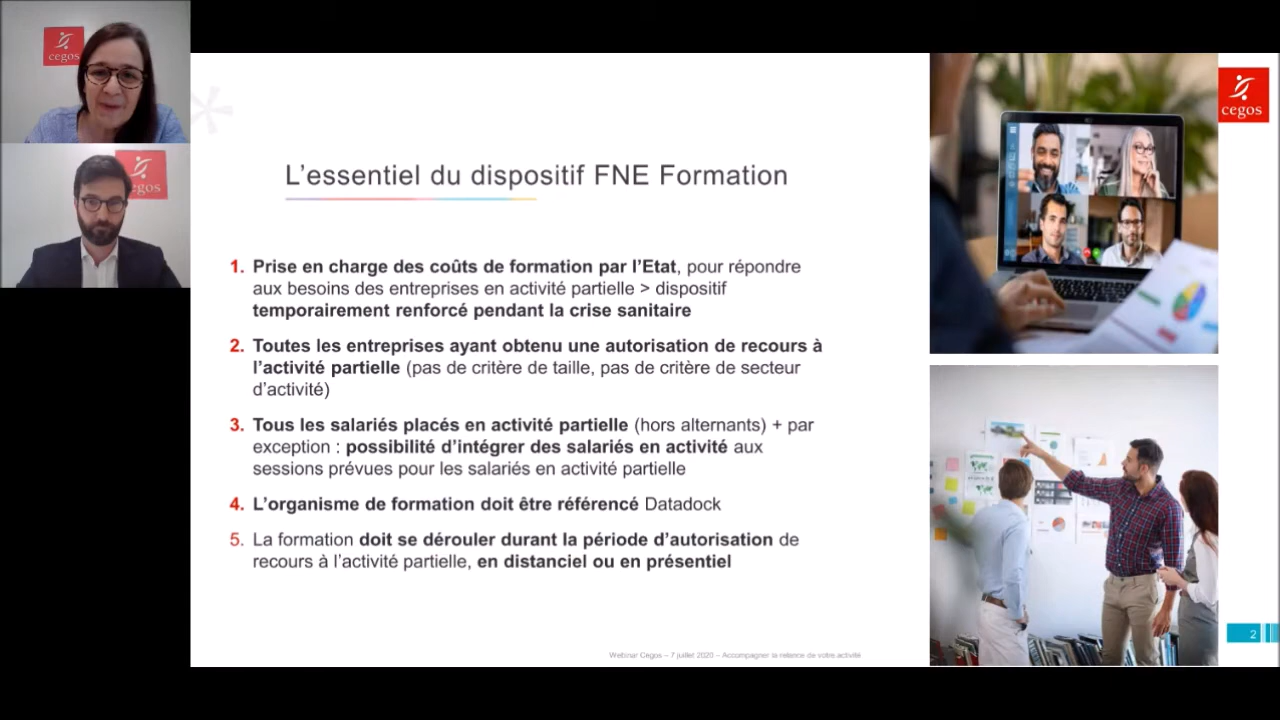 cegos
egos
cegos
L'essentiel du dispositif FNE Formation
1. Prise en charge des coûts de formation par l'Etat, pour répondre
aux besoins des entreprises en activité partielle > dispositif
temporairement renforcé pendant la crise sanitaire
2. Toutes les entreprises ayant obtenu une autorisation de recours à
l'activité partielle (pas de critère de taille, pas de critère de secteur
d'activité)
3. Tous les salariés placés en activité partielle (hors alternants) + par
exception : possibilité d'intégrer des salariés en activité aux
sessions prévues pour les salariés en activité partielle
4. L'organisme de formation doit être référencé Datadock
5. La formation doit se dérouler durant la période d'autorisation de
recours à l'activité partielle, en distanciel ou en présentiel
2
Webinar Cegos – 7 juillet 2020 – Accompagner la relance de votre activité